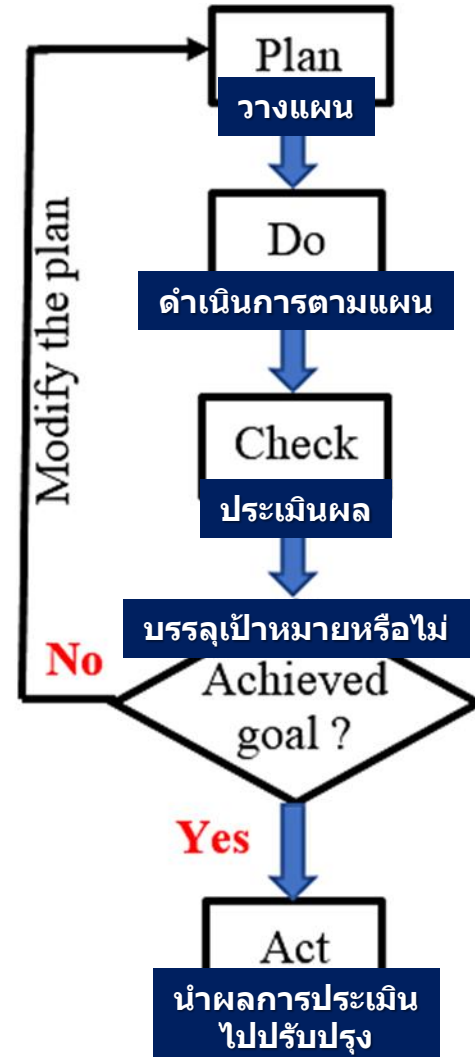 Plan
วางแผน
Do
ดำเนินการตามแผน
Check
ประเมินผล
Modify the plan
บรรลุเป้าหมายหรือไม่
No
Achieved
goal ?
Yes
Act
นำผลการประเมิน
ไปปรับปรุง